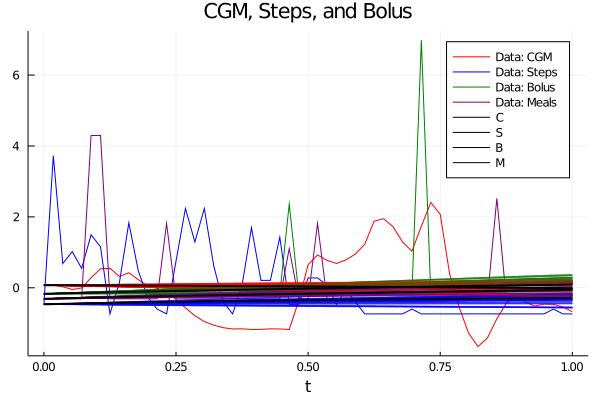 CGM, Steps, and Bolus
Data: CGM
Data: Steps
Data: Bolus
Data: Meals
C
S
B
M
6
4
2
0
0.00 0.25 0.50 0.75 1.00
t